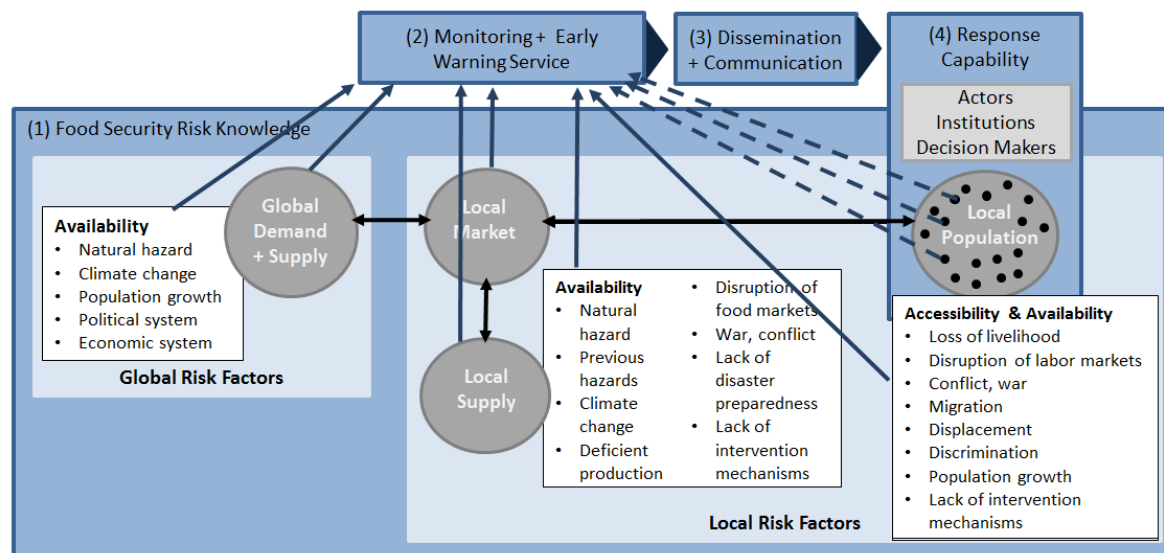 (2) Monitoring + Early
Warning Service
(3) Dissemination
+ Communication
(4) Response
Capability
Actors
Institutions
Decision Makers
(1) Food Security Risk Knowledge
Global
Demand
+ Supply
Local
Market
Local
Population
Availability
• Natural hazard
• Climate change
• Population growth
• Political system
• Economic system
Global Risk Factors
Local
Supply
Availability
• Natural
hazard
• Previous
hazards
• Climate
change
• Deficient
production
• Disruption of
food markets
• War, conflict
• Lack of
disaster
preparedness
• Lack of
intervention
mechanisms
Accessibility & Availability
• Loss of livelihood
• Disruption of labor markets
• Conflict, war
• Migration
• Displacement
• Discrimination
• Population growth
• Lack of intervention
mechanisms
Local Risk Factors